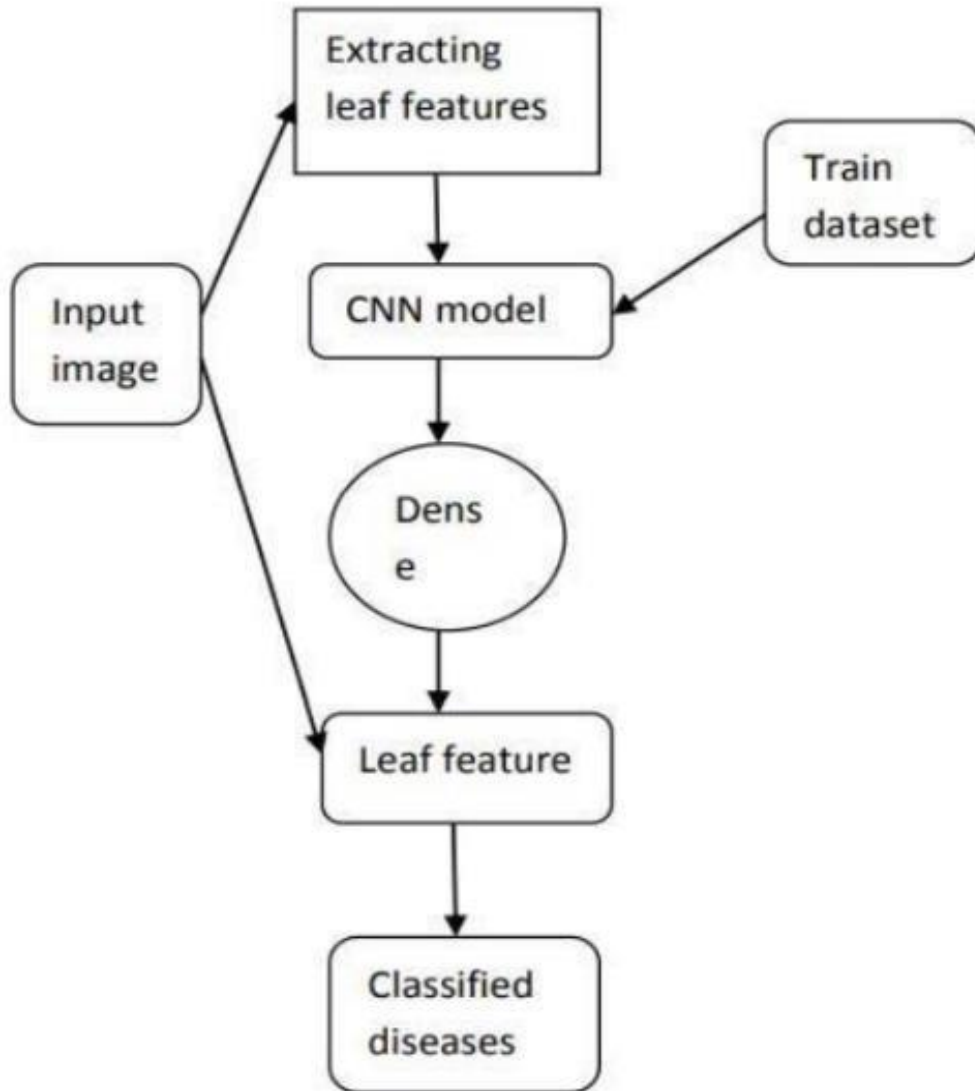 Extracting
leaf features
Train
dataset
Input
image
CNN model
Dens
e
Leaf feature
Classified
diseases